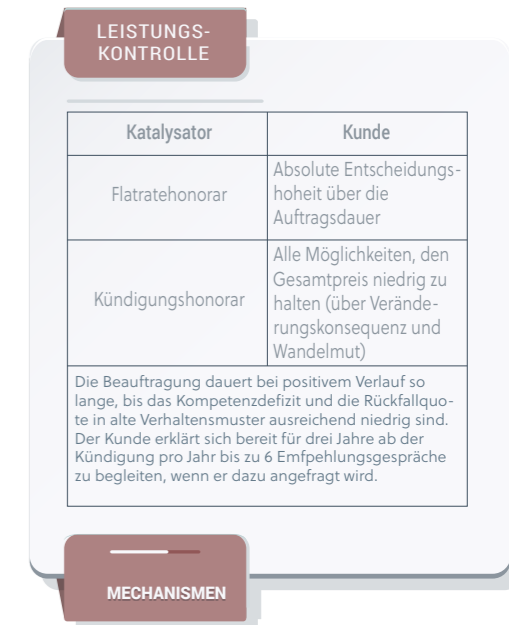 LEISTUNGS-
KONTROLLE
Katalysator
Kunde
Flatratehonorar
Absolute Entscheidungs-
hoheit über die
Auftragsdauer
Kündigungshonorar
Alle Möglichkeiten, den
Gesamtpreis niedrig zu
halten (über Verände-
rungskonsequenz und
Wandelmut)
Die Beauftragung dauert bei positivem Verlauf so
lange, bis das Kompetenzdefizit und die Rückfallquo-
te in alte Verhaltensmuster ausreichend niedrig sind.
Der Kunde erklärt sich bereit für drei Jahre ab der
Kündigung pro Jahr bis zu 6 Emfpehlungsgespräche
zu begleiten, wenn er dazu angefragt wird.
MECHANISMEN